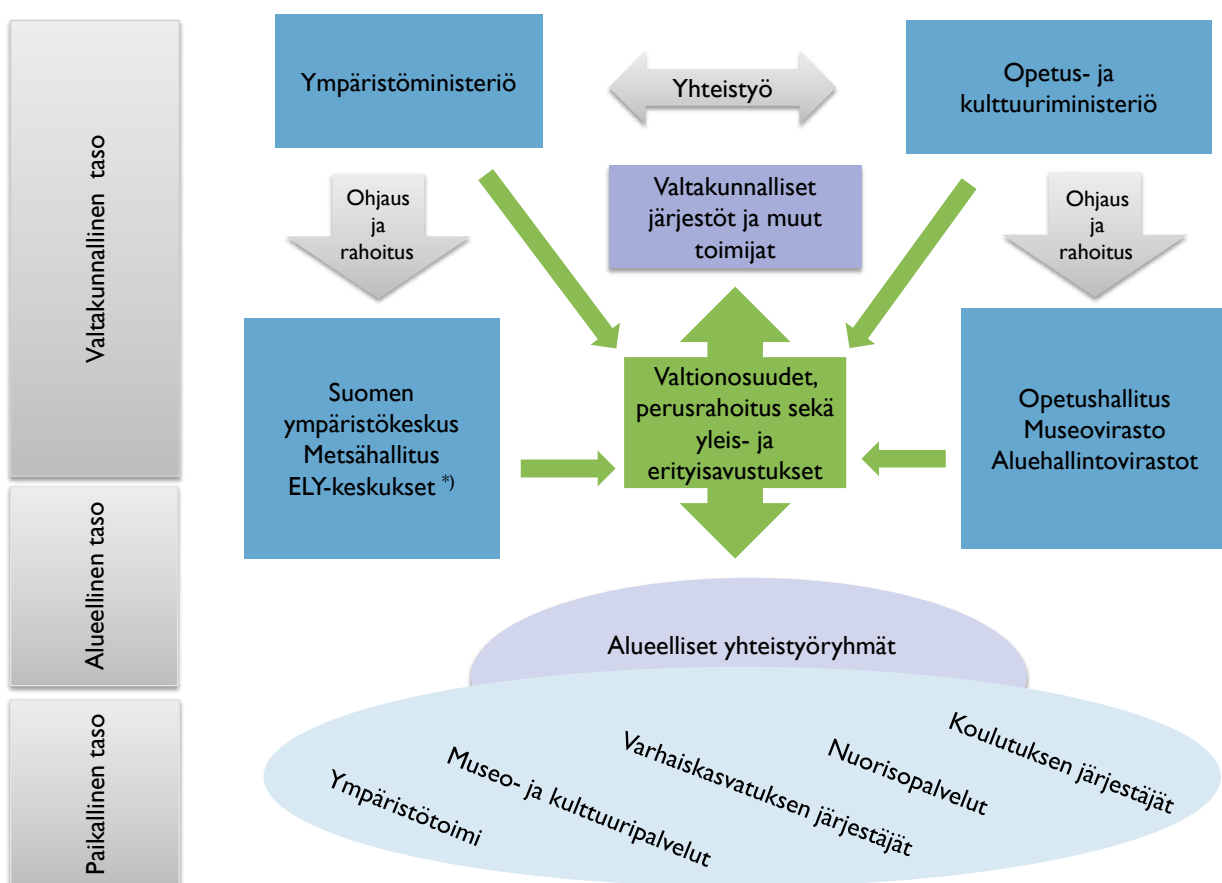 Valtakunnallinen taso
Alueellinen taso
Paikallinen taso
Ympäristöministeriö
Yhteistyö
Opetus- ja
kulttuuriministeriö
Ohjaus
ja
rahoitus
Valtakunnalliset
järjestöt ja muut
toimijat
Ohjaus
ja
rahoitus
Suomen
ympäristökeskus
Metsähallitus
ELY-keskukset *)
Valtionosuudet,
perusrahoitus sekä
yleis- ja
erityisavustukset
Opetushallitus
Museovirasto
Aluehallintovirastot
Alueelliset yhteistyöryhmät
Ympäristötoimi
Museo- ja kulttuuripalvelut
Varhaiskasvatuksen järjestäjät
Nuorisopalvelut
Koulutuksen järjestäjät